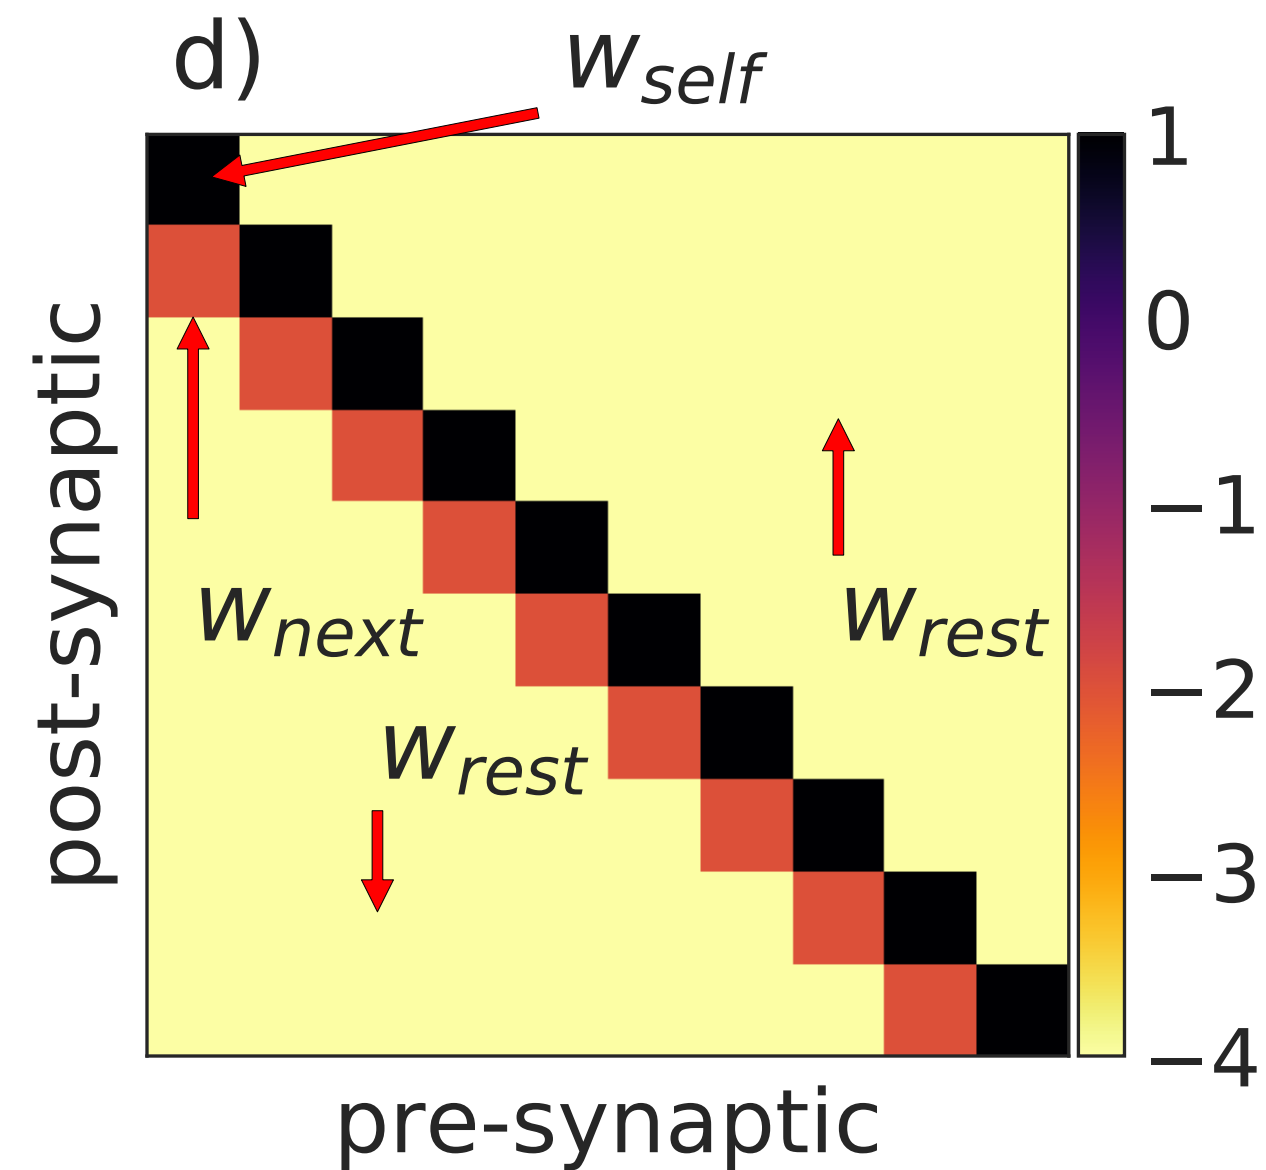 d)
w_self
post-synaptic
w_next
w_rest
w_rest
pre-synaptic
1
0
−1
−2
−3
−4